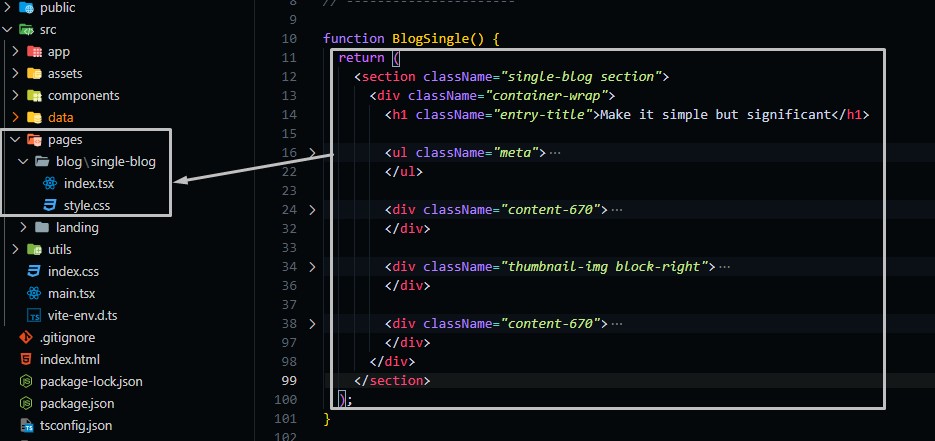 public
src
app
assets
components
data
pages
blog\single-blog
index.tsx
style.css
landing
utils
index.css
main.tsx
vite-env.d.ts
.gitignore
index.html
package-lock.json
package.json
tsconfig.json
8 // ----------------------
9
10 function BlogSingle() {
11 return (
12 <section className="single-blog section">
13 <div className="container-wrap">
14 <h1 className="entry-title">Make it simple but significant</h1>
15
16 <ul className="meta">…
22 </ul>
23
24 <div className="content-670">…
32 </div>
33
34 <div className="thumbnail-img block-right">…
36 </div>
37
38 <div className="content-670">…
97 </div>
98 </div>
99 </section>
100 );
101 }
102